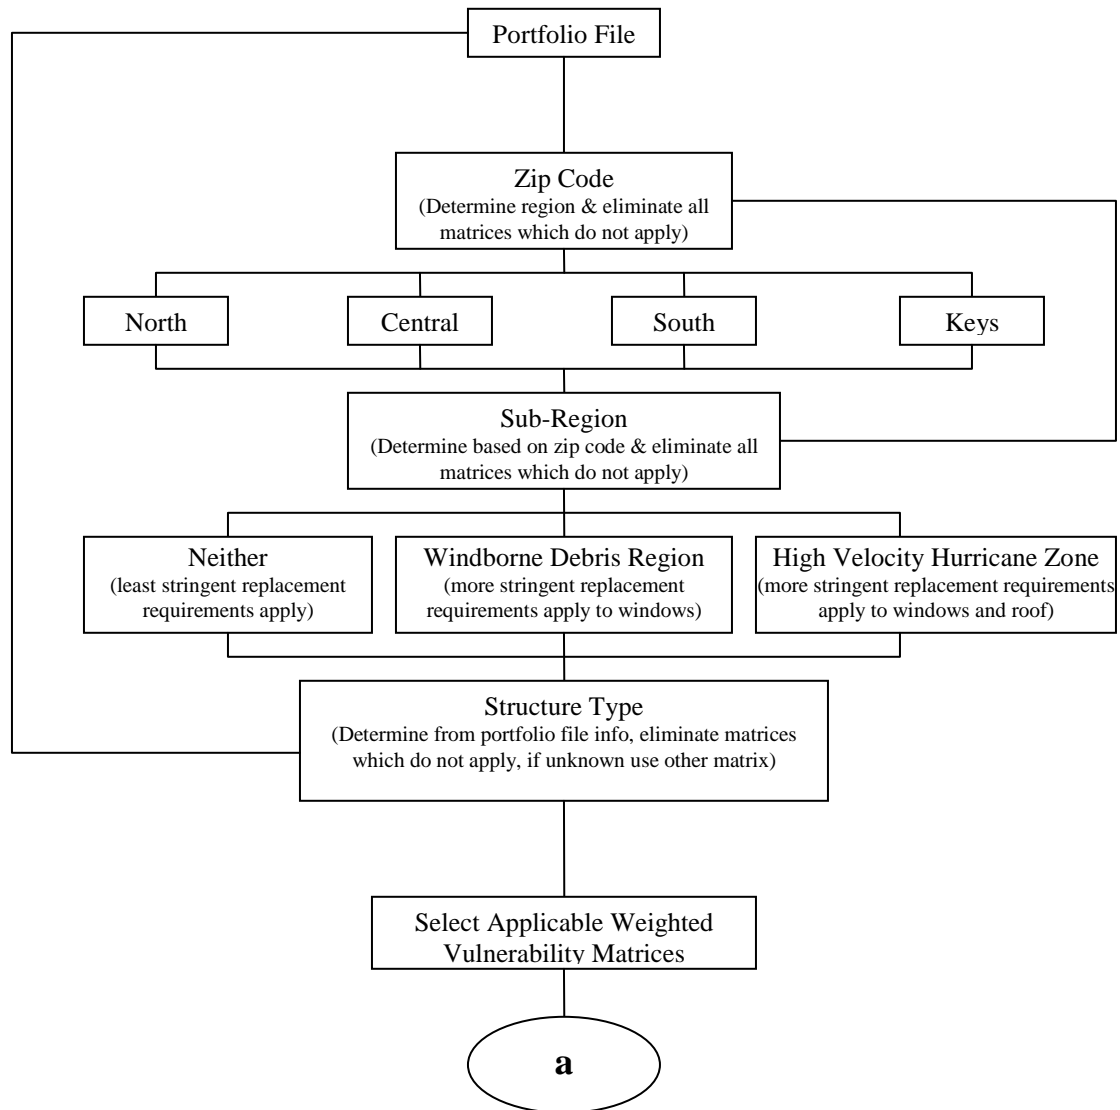 Portfolio File
Zip Code
(Determine region & eliminate all
matrices which do not apply)
North
Central
South
Keys
Sub-Region
(Determine based on zip code & eliminate all
matrices which do not apply)
Neither
(least stringent replacement
requirements apply)
Windborne Debris Region
(more stringent replacement
requirements apply to windows)
High Velocity Hurricane Zone
(more stringent replacement requirements
apply to windows and roof)
Structure Type
(Determine from portfolio file info, eliminate matrices
which do not apply, if unknown use other matrix)
Select Applicable Weighted
Vulnerability Matrices
a